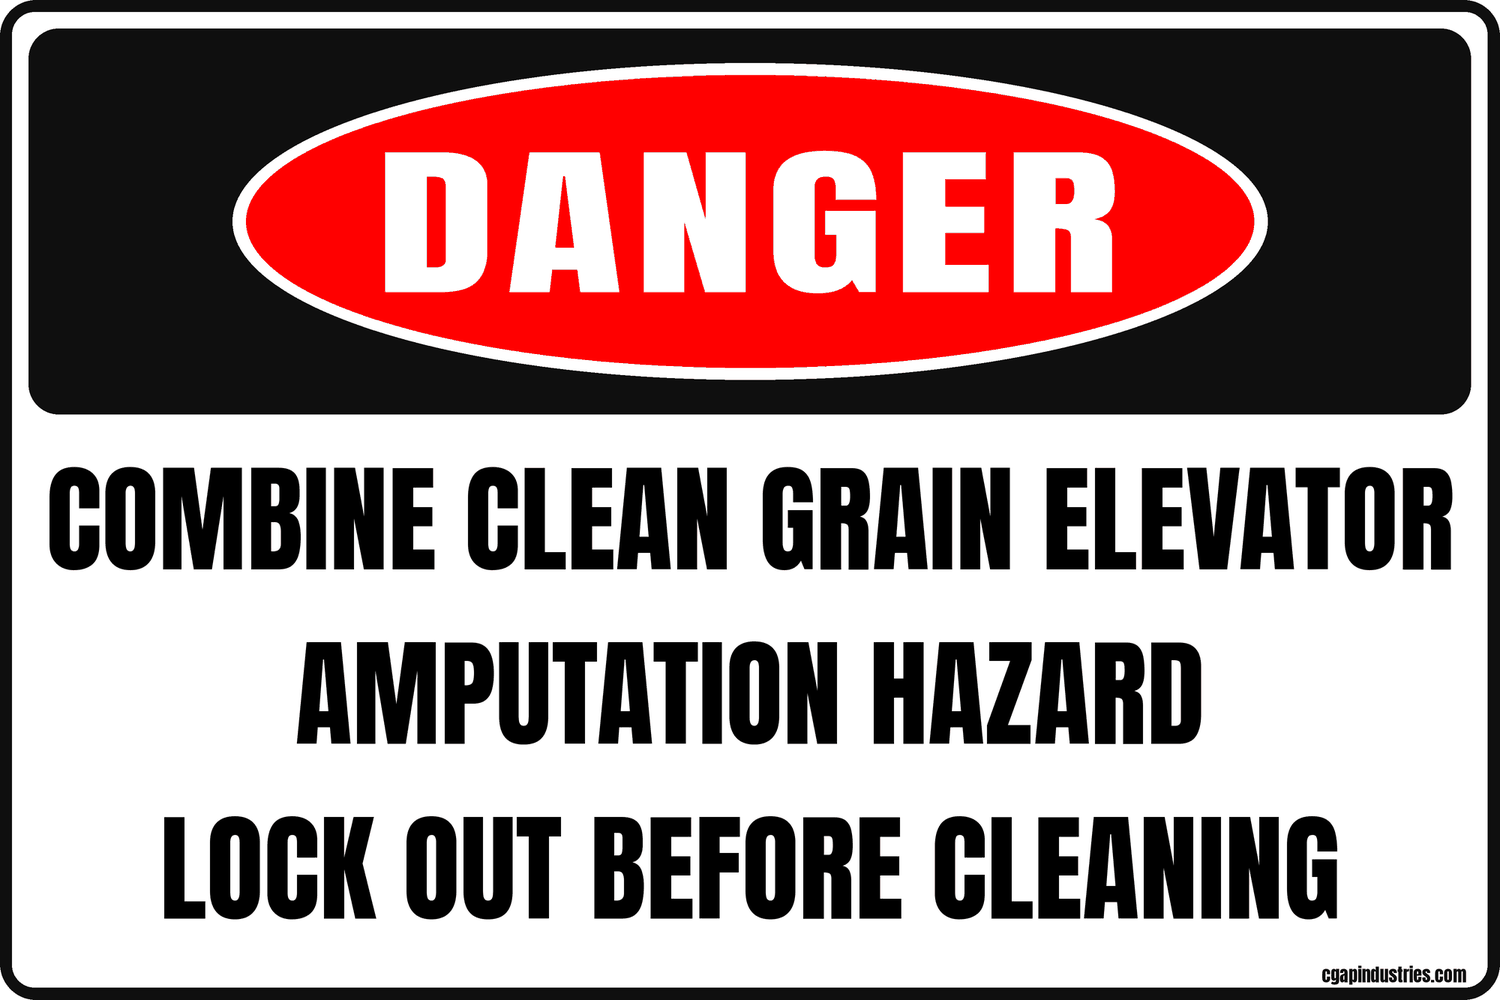 DANGER
COMBINE CLEAN GRAIN ELEVATOR
AMPUTATION HAZARD
LOCK OUT BEFORE CLEANING
cgapindustries.com